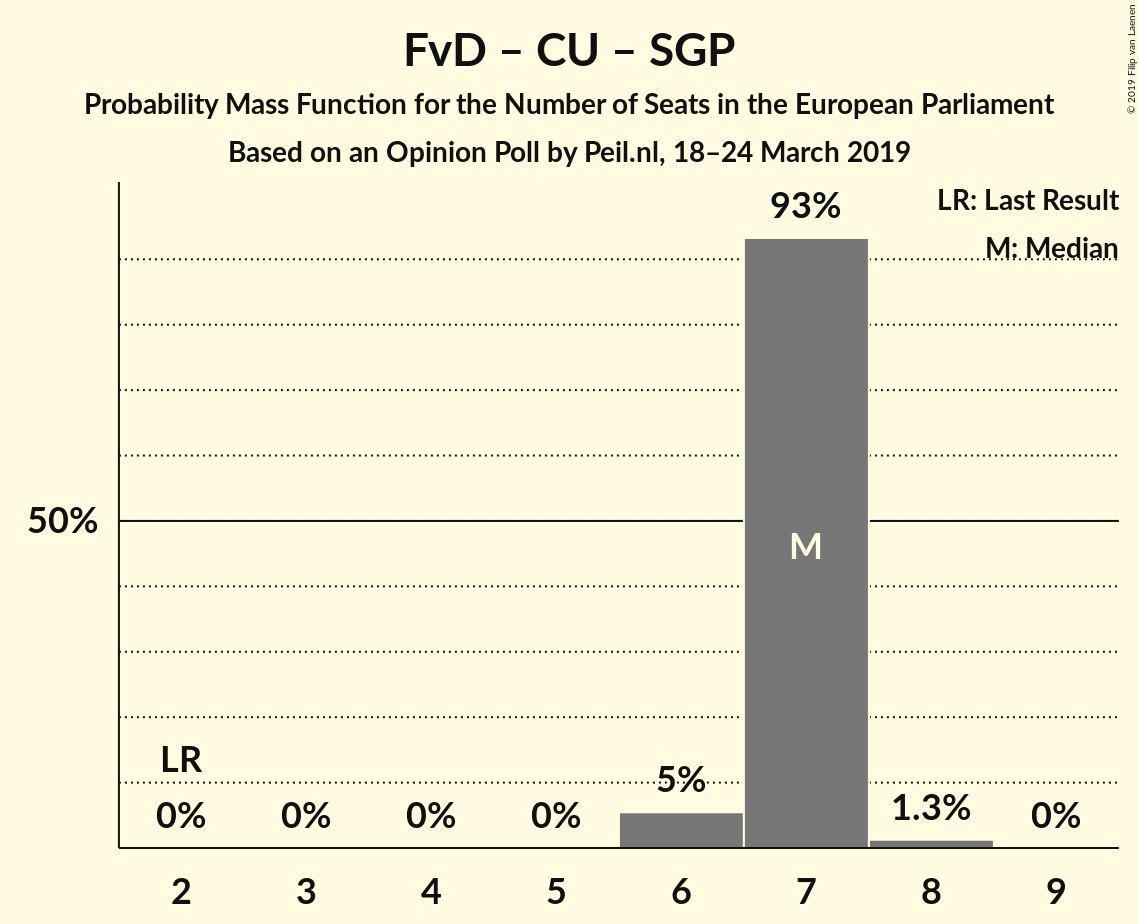 FvD – CU – SGP
Probability Mass Function for the Number of Seats in the European Parliament
Based on an Opinion Poll by Peil.nl, 18–24 March 2019
© 2019 Filip van Laenen
LR: Last Result
M: Median
93%
50%
M
LR
0%
0%
0%
0%
5%
1.3%
0%
2
3
4
5
6
7
8
9